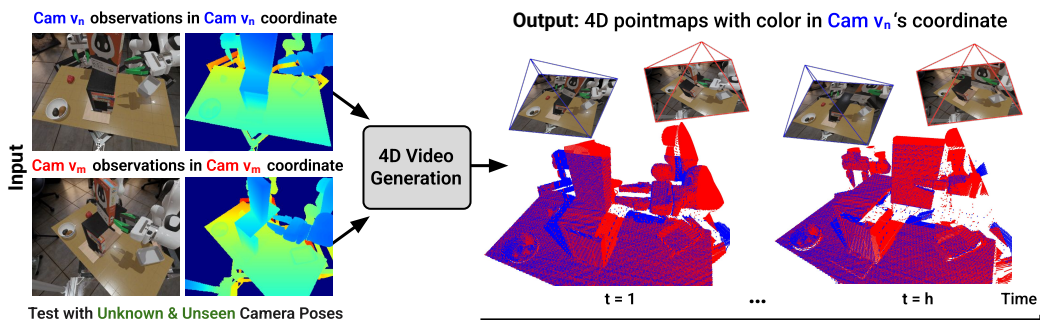 Cam vn observations in Cam vn coordinate
Input
Cam vm observations in Cam vm coordinate
Test with Unknown & Unseen Camera Poses
4D Video
Generation
Output: 4D pointmaps with color in Cam vn‘s coordinate
t = 1
...
t = h
Time